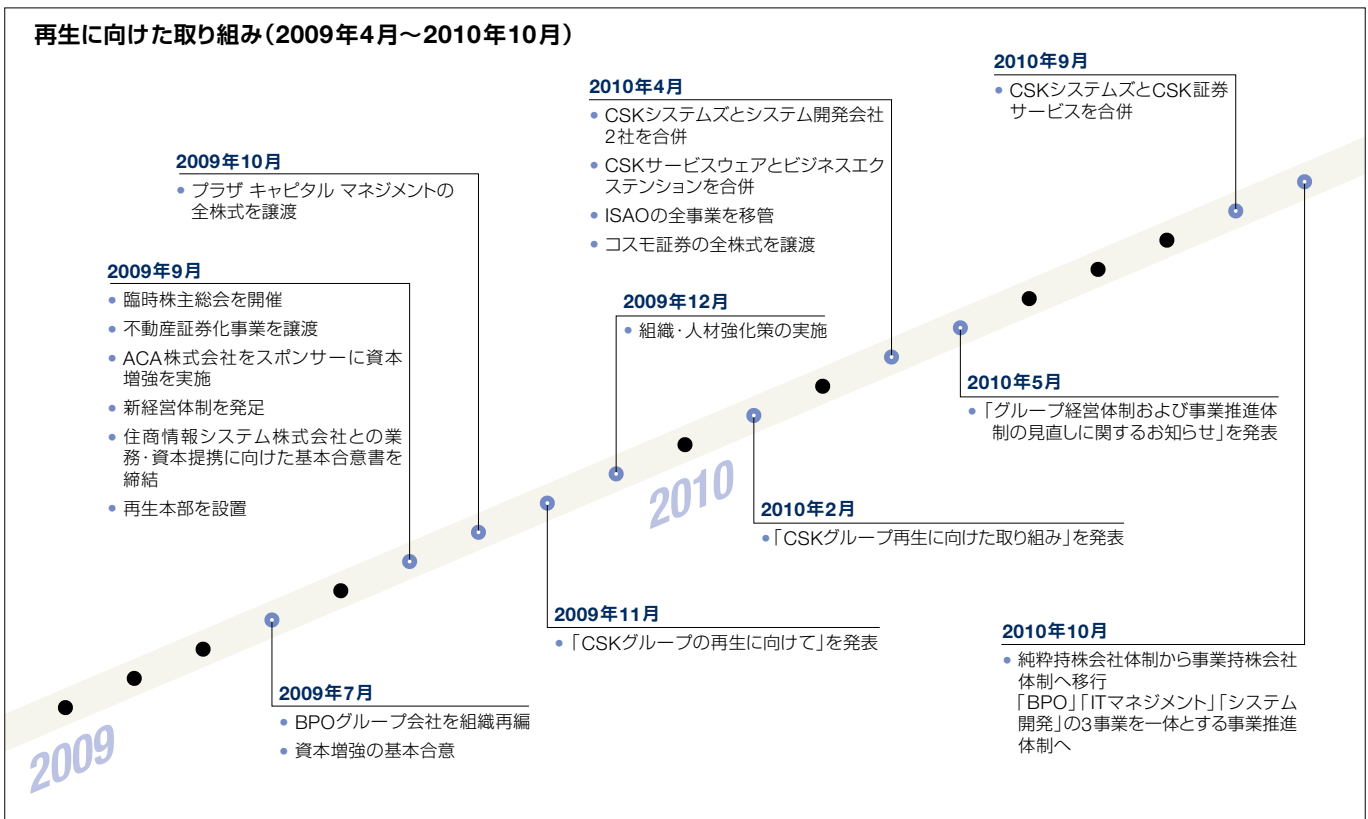 再生に向けた取り組み（2009年4月～2010年10月）
2009
2009年7月
• BPOグループ会社を組織再編
• 資本増強の基本合意
2009年9月
• 臨時株主総会を開催
• 不動産証券化事業を譲渡
• ACA株式会社をスポンサーに資本
増強を実施
• 新経営体制を発足
• 住商情報システム株式会社との業
務・資本提携に向けた基本合意書を
締結
• 再生本部を設置
2009年10月
• プラザ キャピタル マネジメントの
全株式を譲渡
2009年11月
• 「CSKグループの再生に向けて」を発表
2009年12月
• 組織・人材強化策の実施
2010
2010年2月
• 「CSKグループ再生に向けた取り組み」を発表
2010年4月
• CSKシステムズとシステム開発会社
2社を合併
• CSKサービスウェアとビジネスエク
ステンションを合併
• ISAOの全事業を移管
• コスモ証券の全株式を譲渡
2010年5月
• 「グループ経営体制および事業推進体
制の見直しに関するお知らせ」を発表
2010年9月
• CSKシステムズとCSK証券
サービスを合併
2010年10月
• 純粋持株会社体制から事業持株会社
体制へ移行
「BPO」「ITマネジメント」「システム
開発」の3事業を一体とする事業推進
体制へ